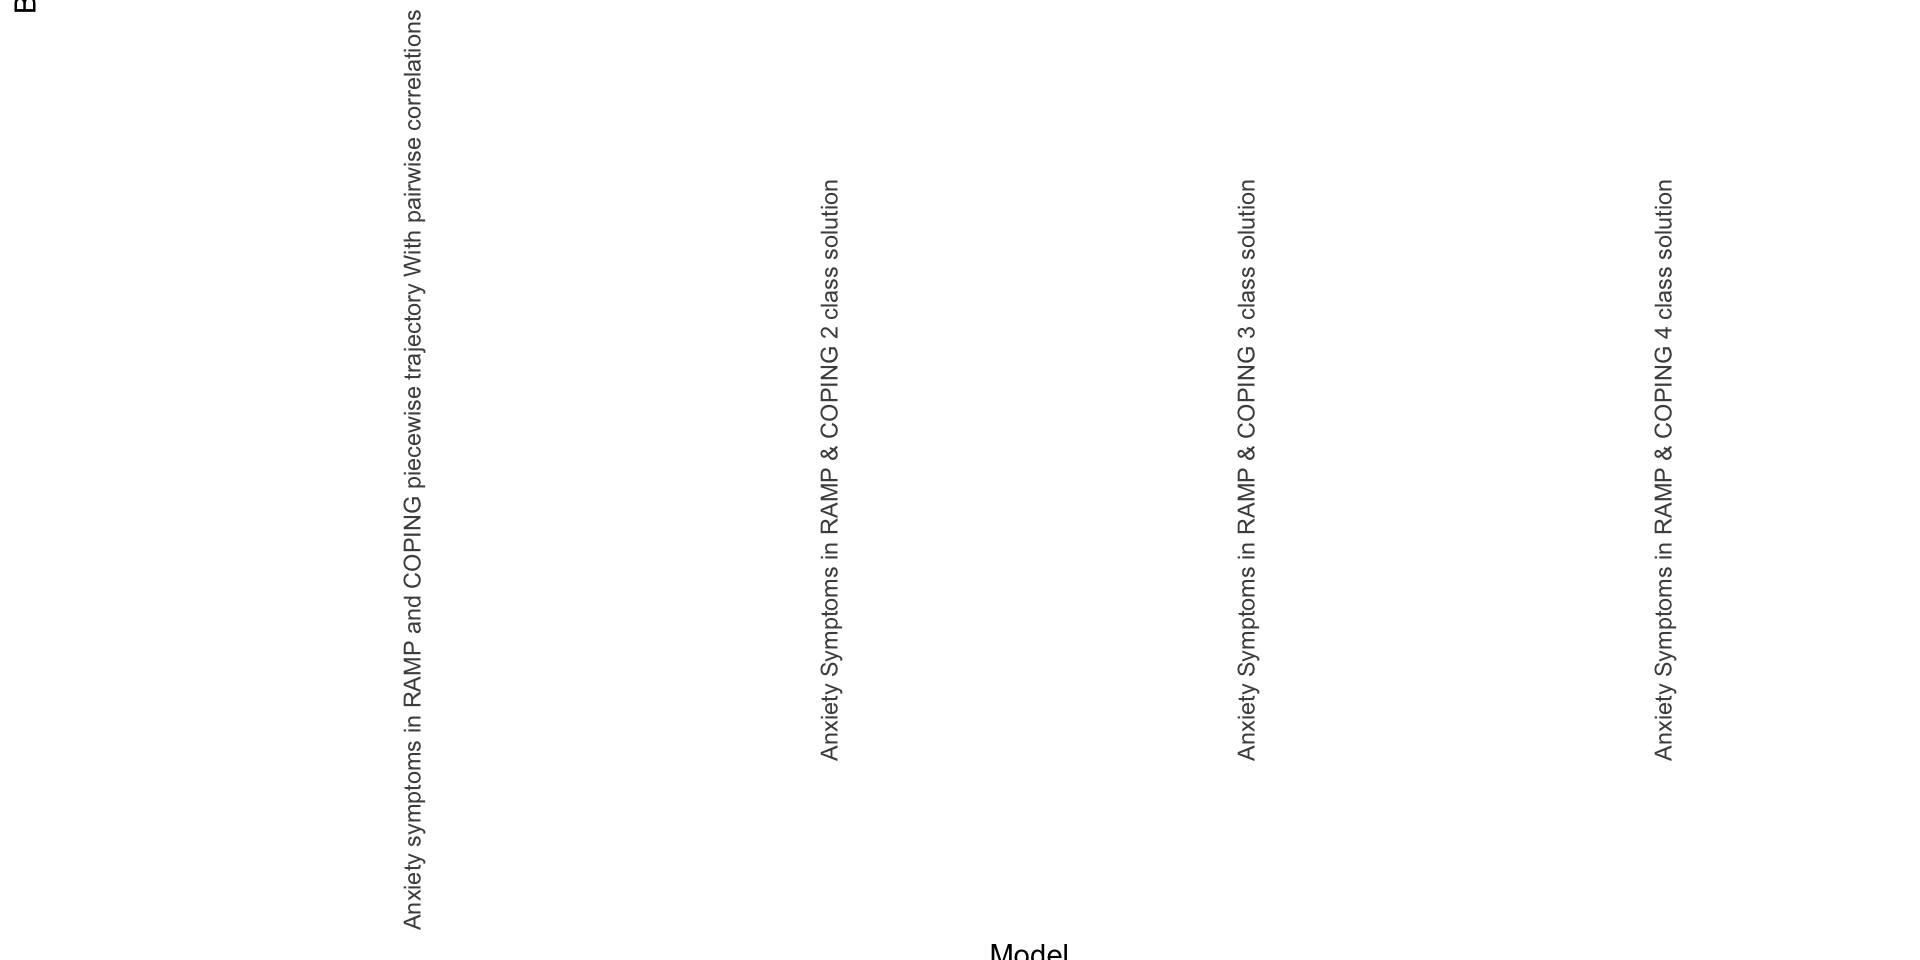 Anxiety symptoms in RAMP and COPING piecewise trajectory With pairwise correlations
Anxiety Symptoms in RAMP & COPING 2 class solution
Anxiety Symptoms in RAMP & COPING 3 class solution
Anxiety Symptoms in RAMP & COPING 4 class solution
Model